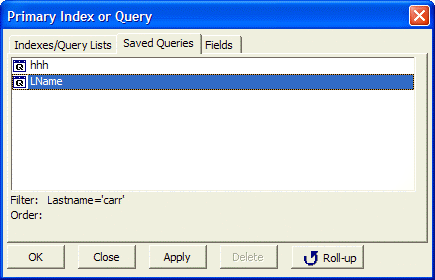 Primary Index or Query
Indexes/Query Lists Saved Queries Fields
hhh
LName
Filter: Lastname='carr'
Order:
OK Close Apply Delete Roll-up